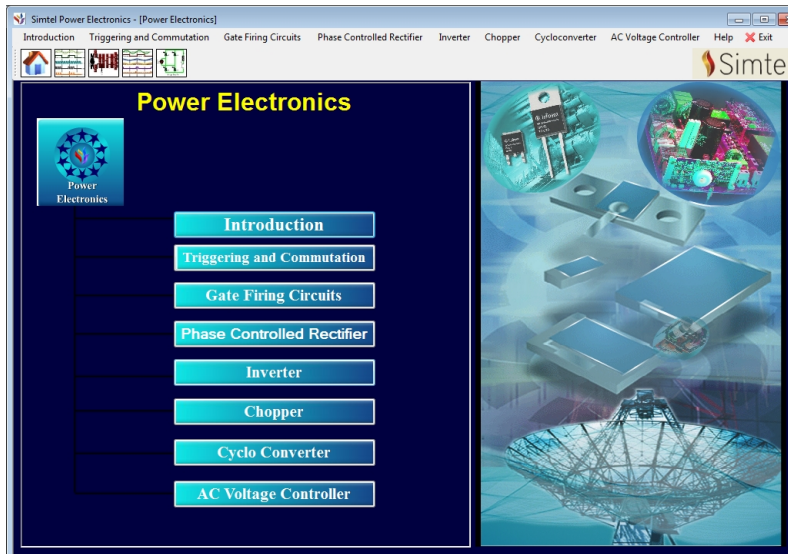 Simtel Power Electronics - [Power Electronics]
Introduction Triggering and Commutation Gate Firing Circuits Phase Controlled Rectifier Inverter Chopper Cycloconverter AC Voltage Controller Help Exit
Simte
Power Electronics
Power
Electronics
Introduction
Triggering and Commutation
Gate Firing Circuits
Phase Controlled Rectifier
Inverter
Chopper
Cyclo Converter
AC Voltage Controller